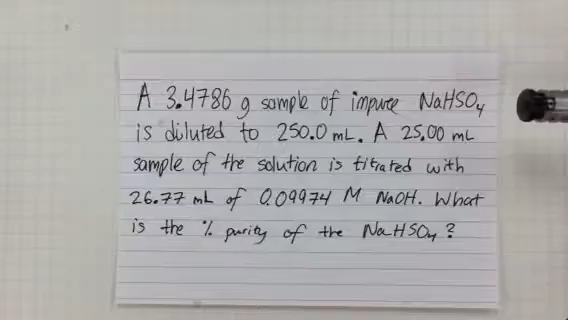 A 3.4786 g sample of impure NaHSO4
is diluted to 250.0 mL. A 25.00 mL
sample of the solution is titrated with
26.77 mL of 0.09974 M NaOH. What
is the % purity of the NaHSO4?